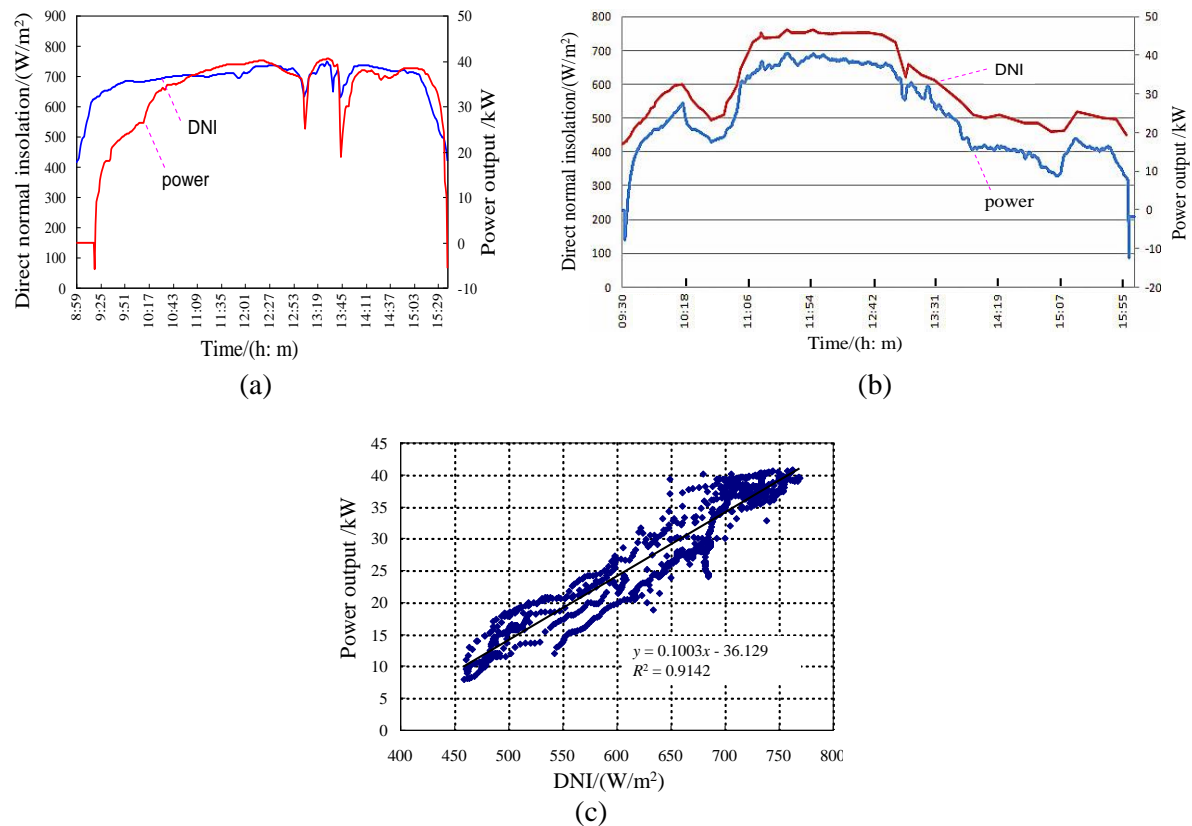 900
800
700
600
500
400
300
200
100
0
Direct normal insolation/(W/m²)
50
40
30
20
10
0
-10
Power output /kW
DNI
power
8:59 9:25 9:51 10:17 10:43 11:09 11:35 12:01 12:27 12:53 13:19 13:45 14:11 14:37 15:03 15:29
Time/(h: m)
(a)
800
700
600
500
400
300
200
100
0
Direct normal insolation/(W/m²)
50
40
30
20
10
0
-10
-20
Power output /kW
DNI
power
09:30 10:18 11:06 11:54 12:42 13:31 14:19 15:07 15:55
Time/(h: m)
(b)
45
40
35
30
25
20
15
10
5
0
Power output /kW
y = 0.1003x - 36.129
R² = 0.9142
400 450 500 550 600 650 700 750 800
DNI/(W/m²)
(c)